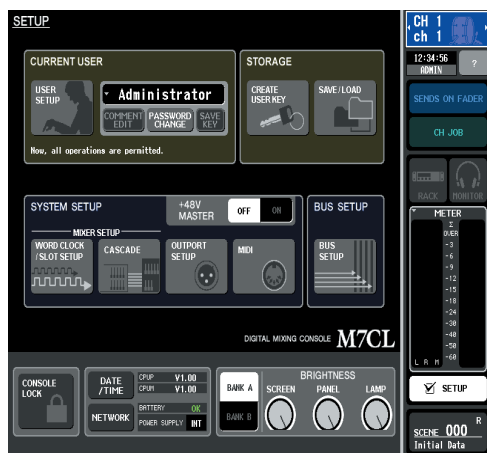 SETUP
CURRENT USER
USER
SETUP
Administrator
COMMENT
EDIT
PASSWORD
CHANGE
SAVE
KEY
Now, all operations are permitted.
STORAGE
CREATE
USER KEY
SAVE/LOAD
SYSTEM SETUP
+48V
MASTER
OFF
ON
MIXER SETUP
WORD CLOCK
/SLOT SETUP
CASCADE
OUTPORT
SETUP
MIDI
BUS SETUP
BUS
SETUP
DIGITAL MIXING CONSOLE M7CL
CONSOLE
LOCK
DATE
/TIME
CPUP V1.00
CPUM V1.00
NETWORK
BATTERY OK
POWER SUPPLY INT
BANK A
BANK B
BRIGHTNESS
SCREEN PANEL LAMP
CH 1
ch 1
12:34:56
ADMIN
?
SENDS ON FADER
CH JOB
RACK
MONITOR
METER
Σ
OVER
-3
-6
-9
-12
-15
-18
-24
-30
-40
-50
-60
L R M
SETUP
R
SCENE 000
Initial Data